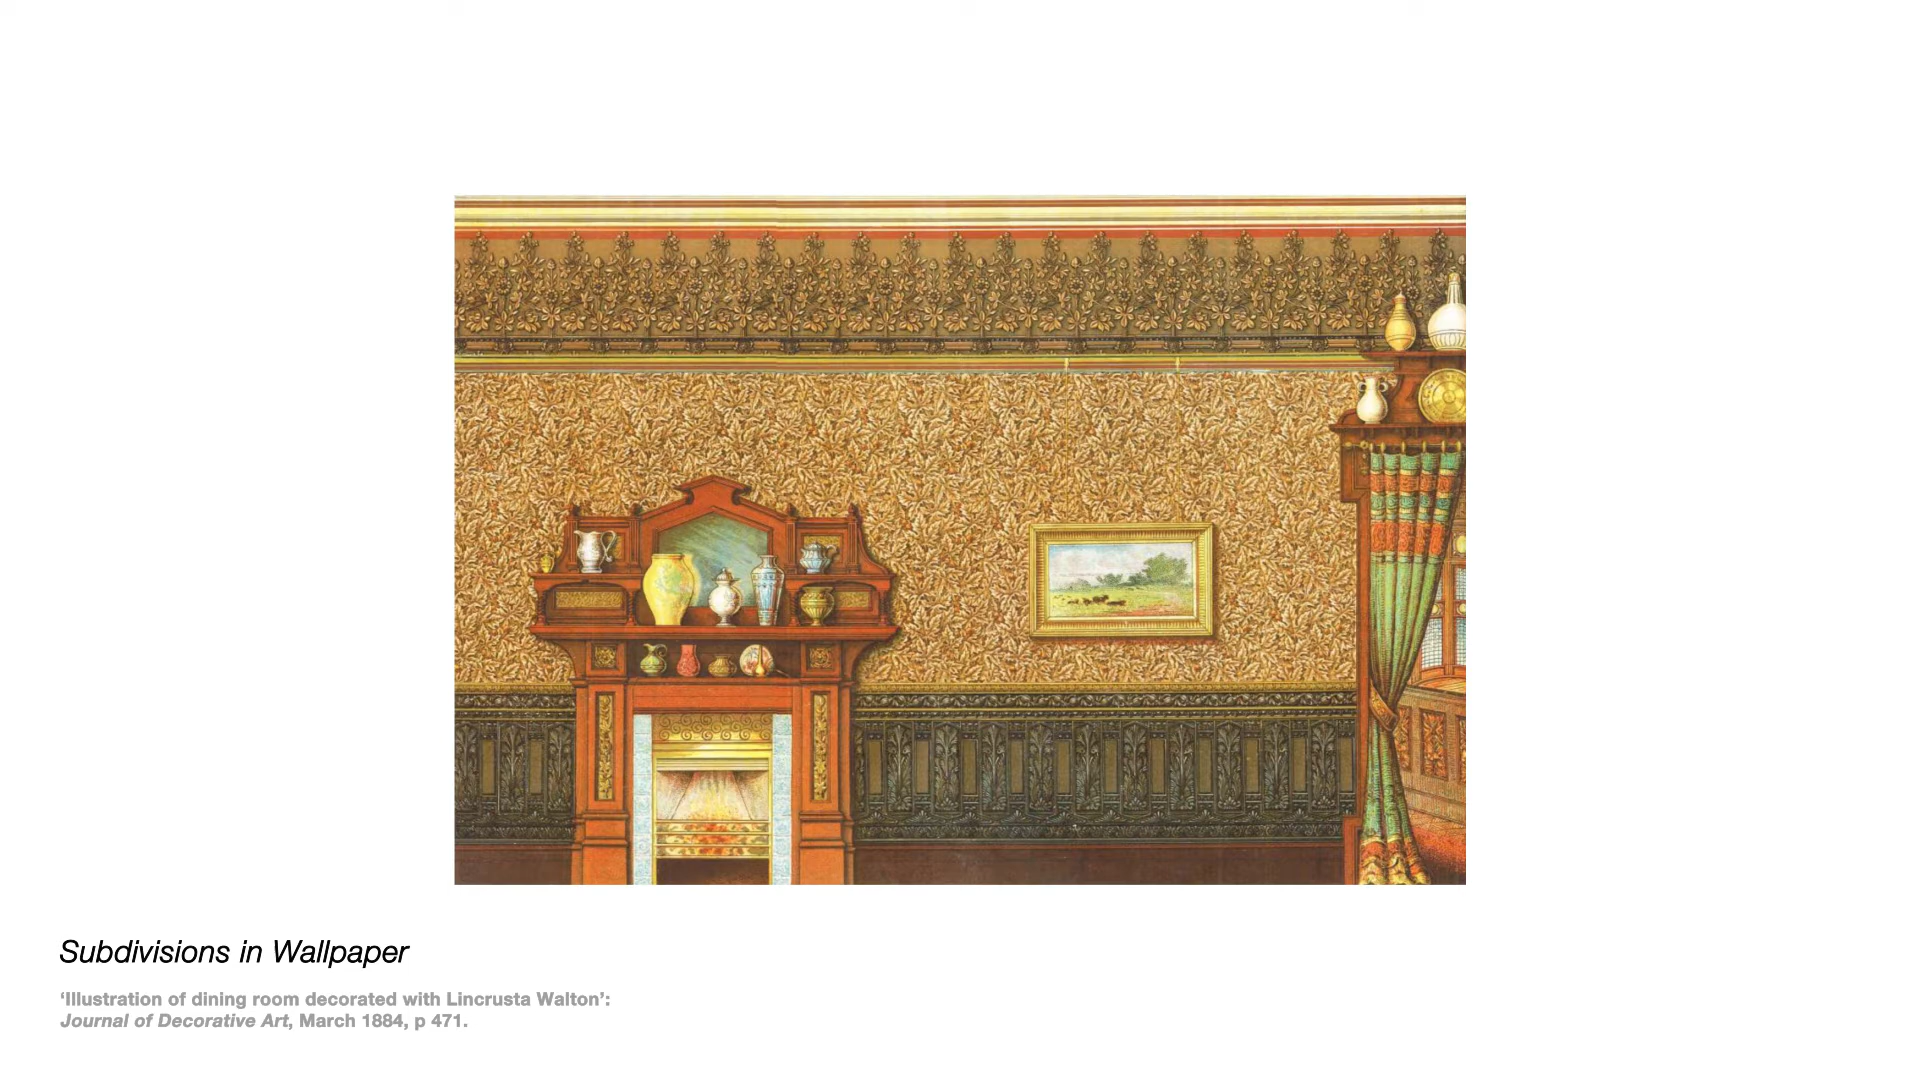 Subdivisions in Wallpaper
‘Illustration of dining room decorated with Lincrusta Walton’:
Journal of Decorative Art, March 1884, p 471.